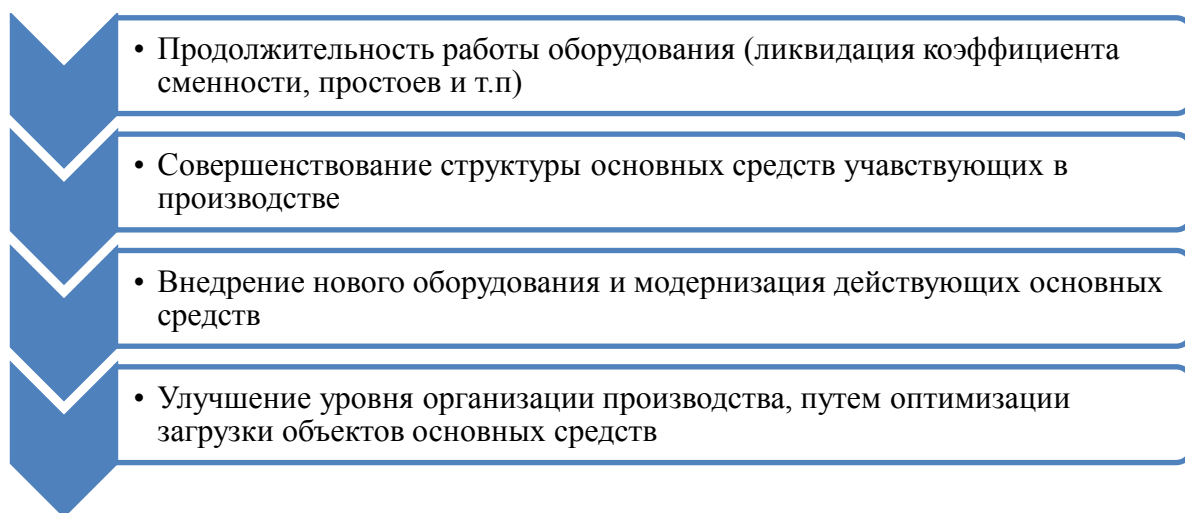 • Продолжительность работы оборудования (ликвидация коэффициента
сменности, простоев и т.п)
• Совершенствование структуры основных средств учавствующих в
производстве
• Внедрение нового оборудования и модернизация действующих основных
средств
• Улучшение уровня организации производства, путем оптимизации
загрузки объектов основных средств